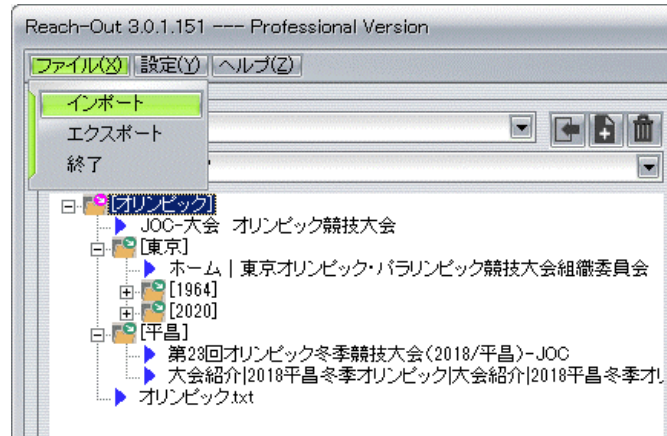 Reach-Out 3.0.1.151 --- Professional Version
ファイル(X) 設定(Y) ヘルプ(Z)
インポート
エクスポート
終了
[オリンピック]
JOC-大会 オリンピック競技大会
[東京]
ホーム | 東京オリンピック・パラリンピック競技大会組織委員会
[1964]
[2020]
[平昌]
第23回オリンピック冬季競技大会(2018/平昌)-JOC
大会紹介|2018平昌冬季オリンピック|大会紹介|2018平昌冬季オリ
オリンピック.txt